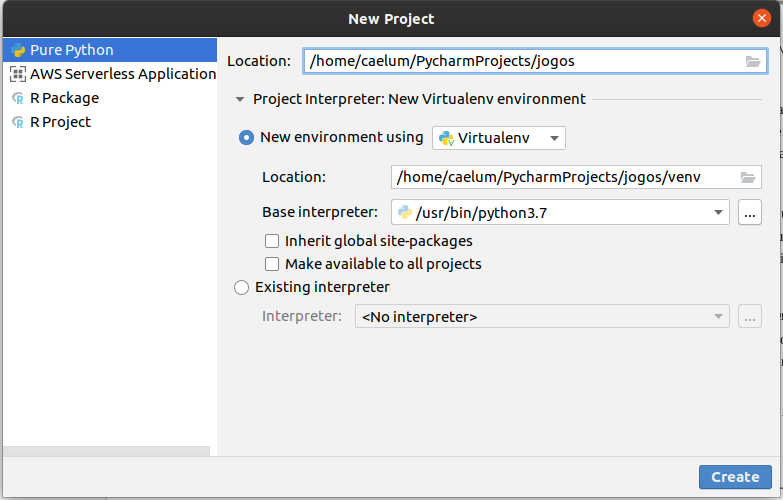 New Project
Pure Python
AWS Serverless Application
R Package
R Project
Location: /home/caelum/PycharmProjects/jogos
Project Interpreter: New Virtualenv environment
New environment using Virtualenv
Location: /home/caelum/PycharmProjects/jogos/venv
Base interpreter: /usr/bin/python3.7 ...
Inherit global site-packages
Make available to all projects
Existing interpreter
Interpreter: <No interpreter> ...
Create